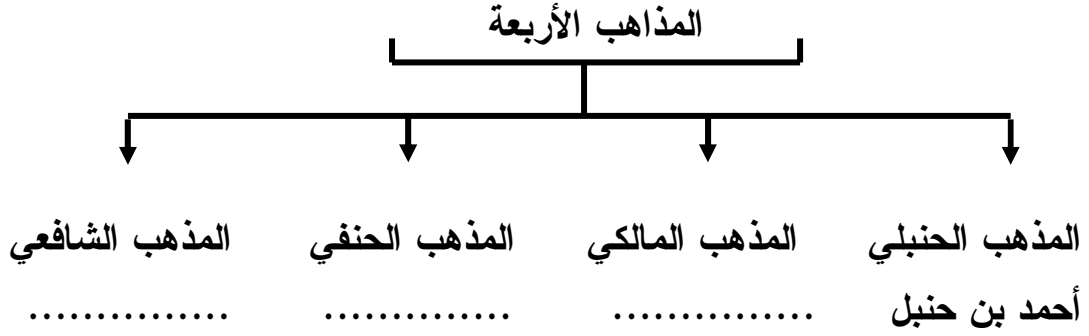 المذاهب الأربعة
المذهب الحنبلي المذهب المالكي المذهب الحنفي المذهب الشافعي
أحمد بن حنبل ............... .............. ...............